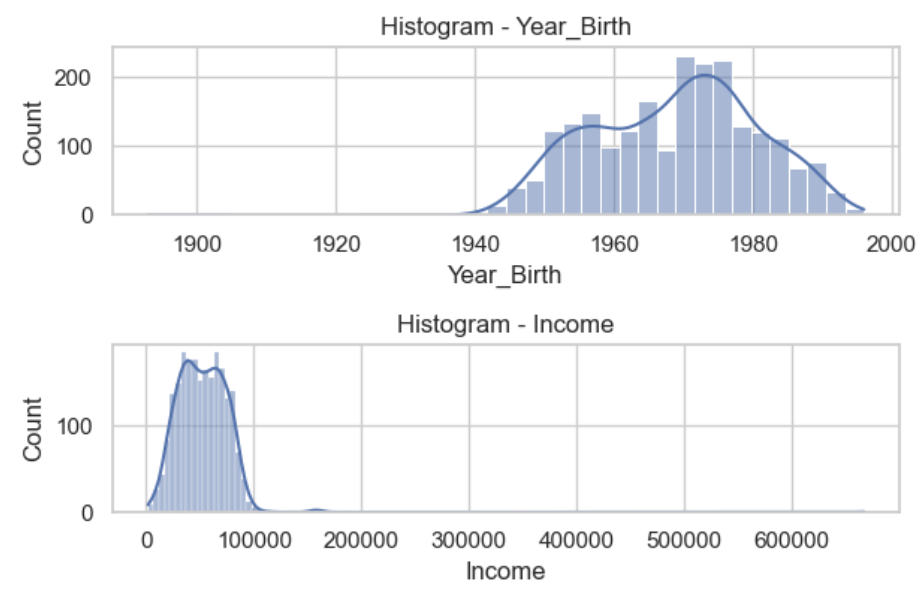 Histogram - Year_Birth
200
100
0
Count
1900 1920 1940 1960 1980 2000
Year_Birth
Histogram - Income
100
0
Count
0 100000 200000 300000 400000 500000 600000
Income